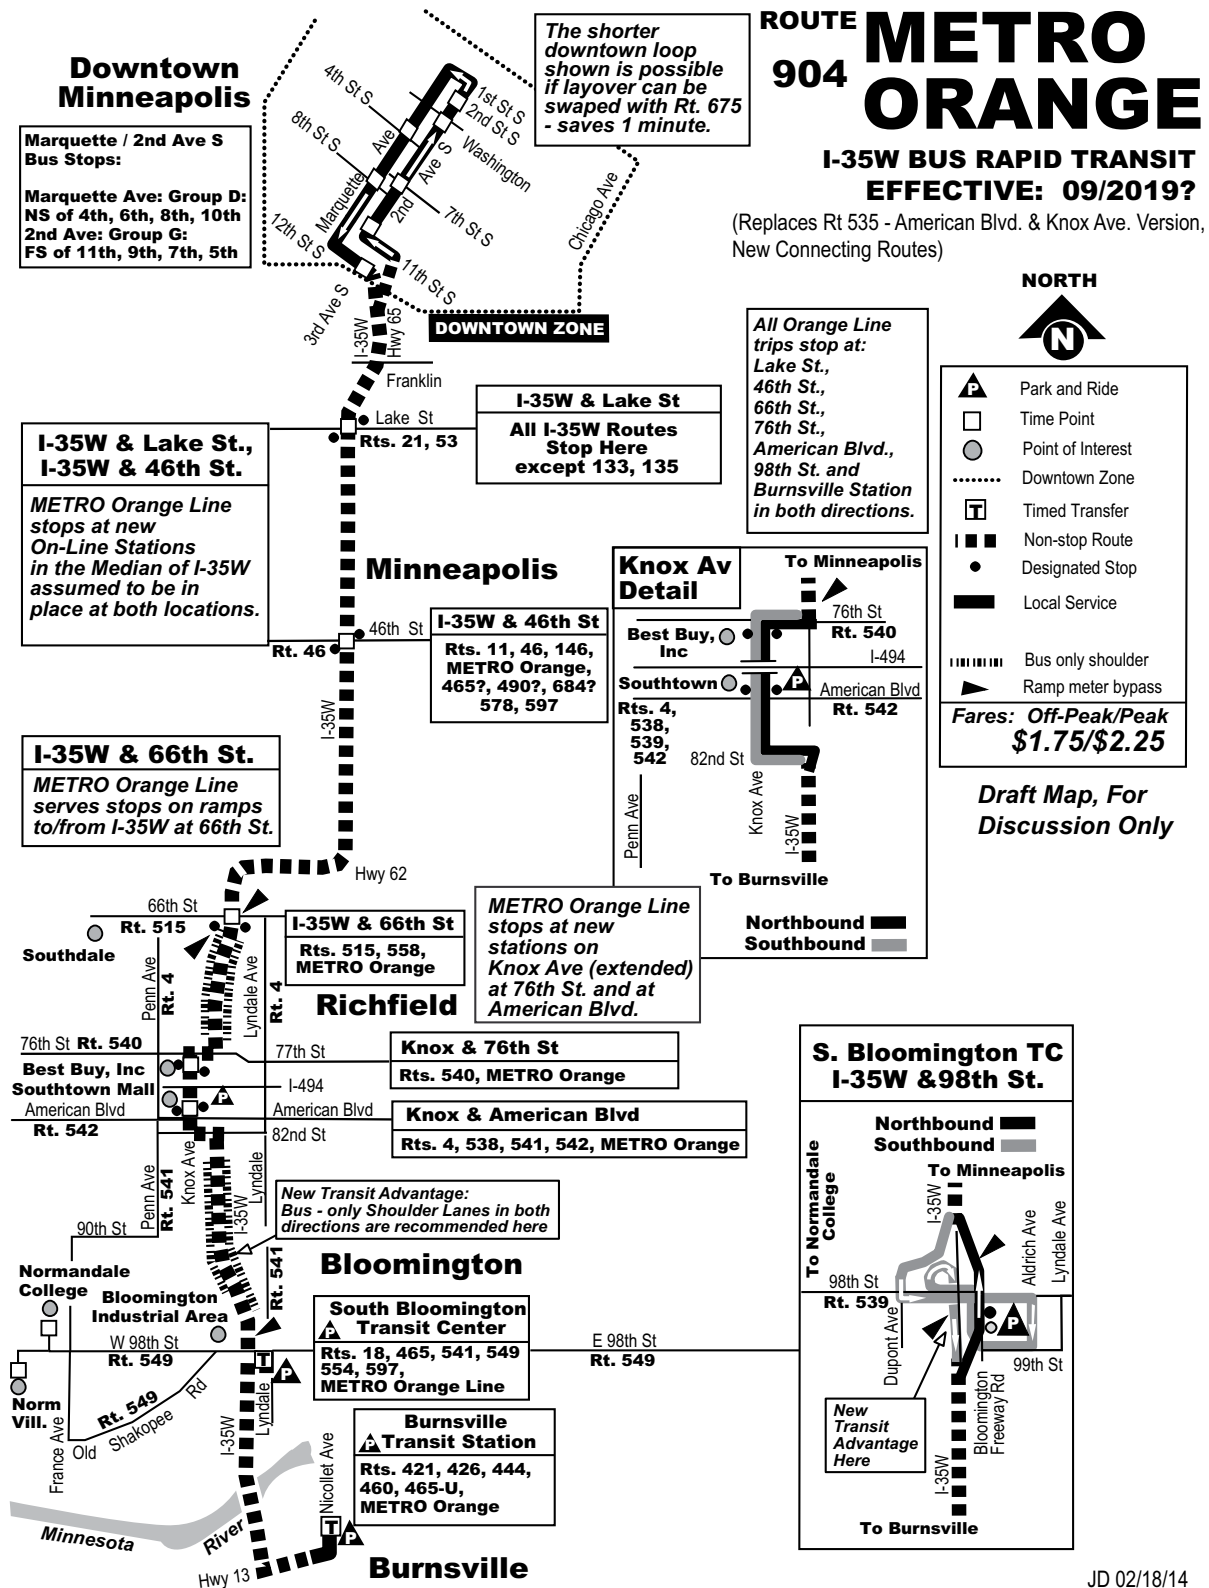 ROUTE
904
METRO
ORANGE
I-35W BUS RAPID TRANSIT
EFFECTIVE: 09/2019?
(Replaces Rt 535 - American Blvd. & Knox Ave. Version,
New Connecting Routes)
The shorter
downtown loop
shown is possible
if layover can be
swaped with Rt. 675
- saves 1 minute.
Downtown
Minneapolis
Marquette / 2nd Ave S
Bus Stops:
Marquette Ave: Group D:
NS of 4th, 6th, 8th, 10th
2nd Ave: Group G:
FS of 11th, 9th, 7th, 5th
4th St S
8th St S
12th St S
Marquette
Ave
2nd
Ave S
1st St S
2nd St S
Washington
7th St S
11th St S
Chicago Ave
3rd Ave S
I-35W
Hwy 65
DOWNTOWN ZONE
Franklin
NORTH
N
P Park and Ride
Time Point
Point of Interest
Downtown Zone
T Timed Transfer
Non-stop Route
Designated Stop
Local Service
Bus only shoulder
Ramp meter bypass
Fares: Off-Peak/Peak
$1.75/$2.25
Draft Map, For
Discussion Only
All Orange Line
trips stop at:
Lake St.,
46th St.,
66th St.,
76th St.,
American Blvd.,
98th St. and
Burnsville Station
in both directions.
Lake St
Rts. 21, 53
I-35W & Lake St
All I-35W Routes
Stop Here
except 133, 135
I-35W & Lake St.,
I-35W & 46th St.
METRO Orange Line
stops at new
On-Line Stations
in the Median of I-35W
assumed to be in
place at both locations.
Minneapolis
46th St
Rt. 46
I-35W & 46th St
Rts. 11, 46, 146,
METRO Orange,
465?, 490?, 684?
578, 597
I-35W
I-35W & 66th St.
METRO Orange Line
serves stops on ramps
to/from I-35W at 66th St.
Hwy 62
Knox Av
Detail
To Minneapolis
76th St
Rt. 540
Best Buy,
Inc
I-494
Southtown
P
American Blvd
Rt. 542
Rts. 4,
538,
539,
542
82nd St
Penn Ave
Knox Ave
I-35W
To Burnsville
Northbound
Southbound
METRO Orange Line
stops at new
stations on
Knox Ave (extended)
at 76th St. and at
American Blvd.
66th St
Rt. 515
Southdale
I-35W & 66th St
Rts. 515, 558,
METRO Orange
Penn Ave
Rt. 4
Lyndale Ave
Rt. 4
Richfield
76th St Rt. 540
77th St
Knox & 76th St
Rts. 540, METRO Orange
Best Buy, Inc
Southtown Mall
I-494
P
American Blvd
Rt. 542
American Blvd
82nd St
Knox & American Blvd
Rts. 4, 538, 541, 542, METRO Orange
Penn Ave
Rt. 541
Knox Ave
I-35W
Lyndale
New Transit Advantage:
Bus - only Shoulder Lanes in both
directions are recommended here
90th St
Rt. 541
Bloomington
Normandale
College
Bloomington
Industrial Area
W 98th St
Rt. 549
South Bloomington
P Transit Center
Rts. 18, 465, 541, 549
554, 597,
METRO Orange Line
E 98th St
Rt. 549
T
P
Norm
Vill.
Rt. 549
Old Shakopee Rd
France Ave
I-35W
Lyndale
Burnsville
P Transit Station
Rts. 421, 426, 444,
460, 465-U,
METRO Orange
Nicollet Ave
T
P
Minnesota River
Hwy 13
Burnsville
S. Bloomington TC
I-35W &98th St.
Northbound
Southbound
To Minneapolis
To Normandale
College
I-35W
Aldrich Ave
Lyndale Ave
98th St
Rt. 539
P
Dupont Ave
99th St
New
Transit
Advantage
Here
Bloomington
Freeway Rd
I-35W
To Burnsville
JD 02/18/14